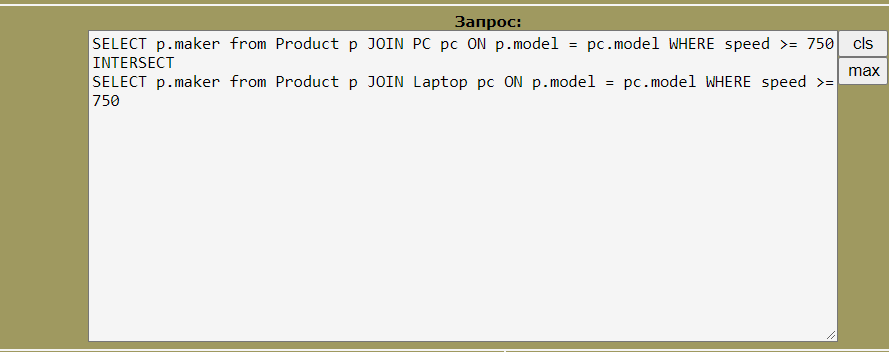 Запрос:
SELECT p.maker from Product p JOIN PC pc ON p.model = pc.model WHERE speed >= 750
cls
INTERSECT
max
SELECT p.maker from Product p JOIN Laptop pc ON p.model = pc.model WHERE speed >=
750